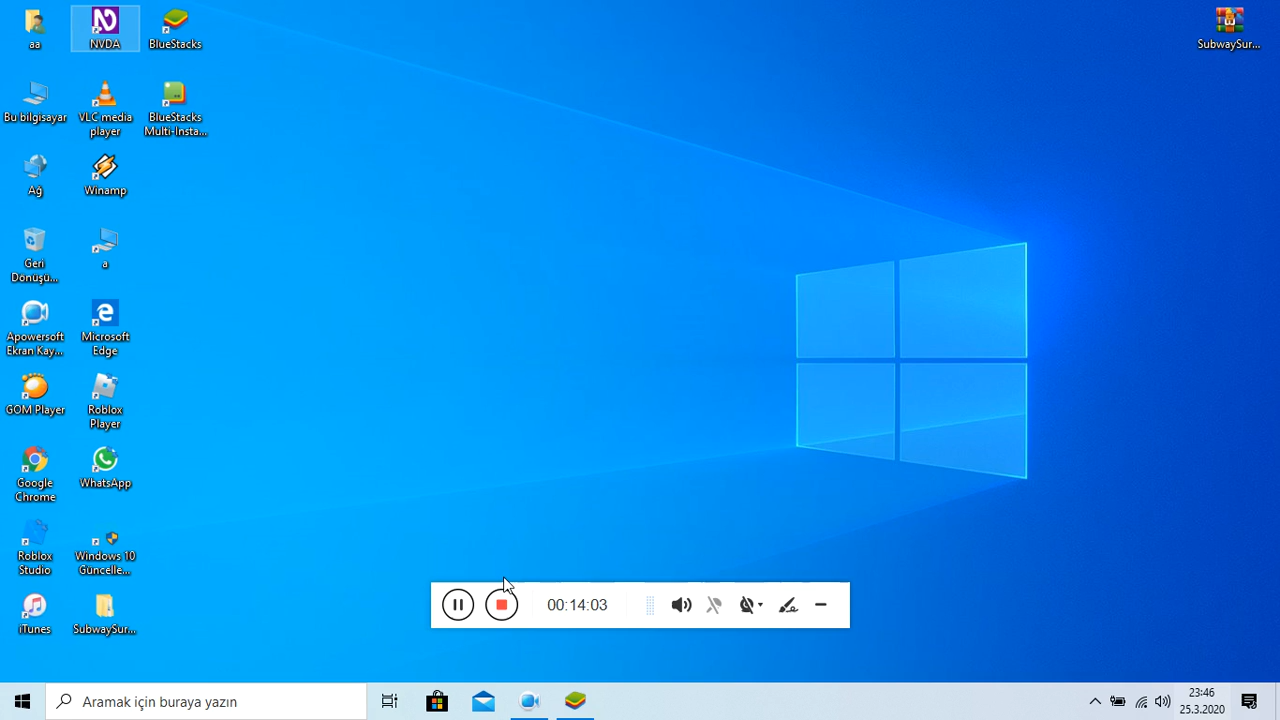 aa
NVDA
BlueStacks
SubwaySur...
Bu bilgisayar
VLC media
player
BlueStacks
Multi-Insta...
Ağ
Winamp
Geri
Dönüşü...
a
Apowersoft
Ekran Kay...
Microsoft
Edge
GOM Player
Roblox
Player
Google
Chrome
WhatsApp
Roblox
Studio
Windows 10
Güncelle...
iTunes
SubwaySur...
00:14:03
Aramak için buraya yazın
23:46
25.3.2020